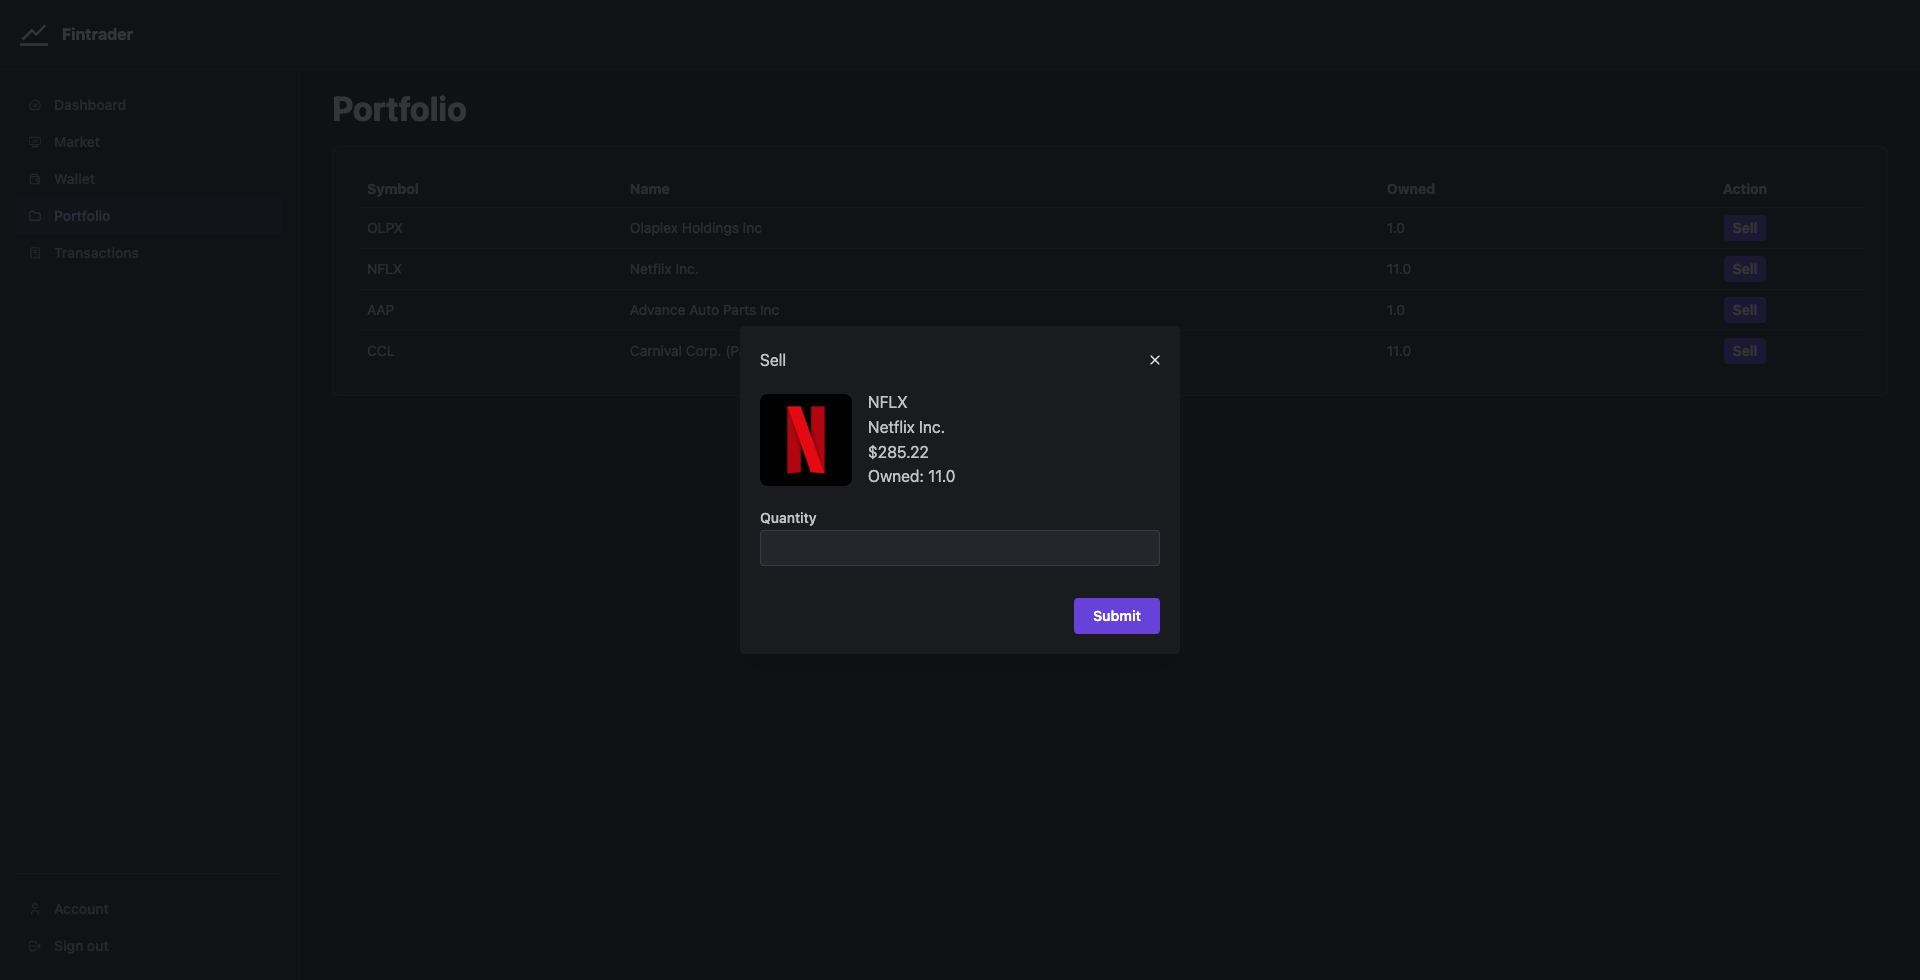 Fintrader
Dashboard
Market
Wallet
Portfolio
Transactions
Account
Sign out
Portfolio
Symbol Name Owned Action
OLPX Olaplex Holdings Inc 1.0 Sell
NFLX Netflix Inc. 11.0 Sell
AAP Advance Auto Parts Inc 1.0 Sell
CCL Carnival Corp. (P 11.0 Sell
Sell
N
NFLX
Netflix Inc.
$285.22
Owned: 11.0
Quantity
Submit